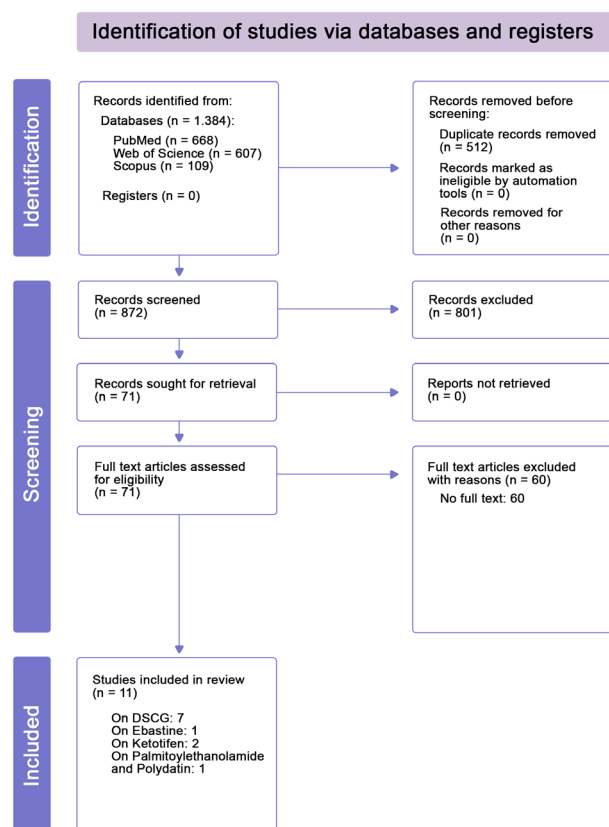 Identification of studies via databases and registers
Identification
Records identified from:
Databases (n = 1.384):
PubMed (n = 668)
Web of Science (n = 607)
Scopus (n = 109)
Registers (n = 0)
Records removed before
screening:
Duplicate records removed
(n = 512)
Records marked as
ineligible by automation
tools (n = 0)
Records removed for
other reasons
(n = 0)
Screening
Records screened
(n = 872)
Records excluded
(n = 801)
Records sought for retrieval
(n = 71)
Reports not retrieved
(n = 0)
Full text articles assessed
for eligibility
(n = 71)
Full text articles excluded
with reasons (n = 60)
No full text: 60
Included
Studies included in review
(n = 11)
On DSCG: 7
On Ebastine: 1
On Ketotifen: 2
On Palmitoylethanolamide
and Polydatin: 1